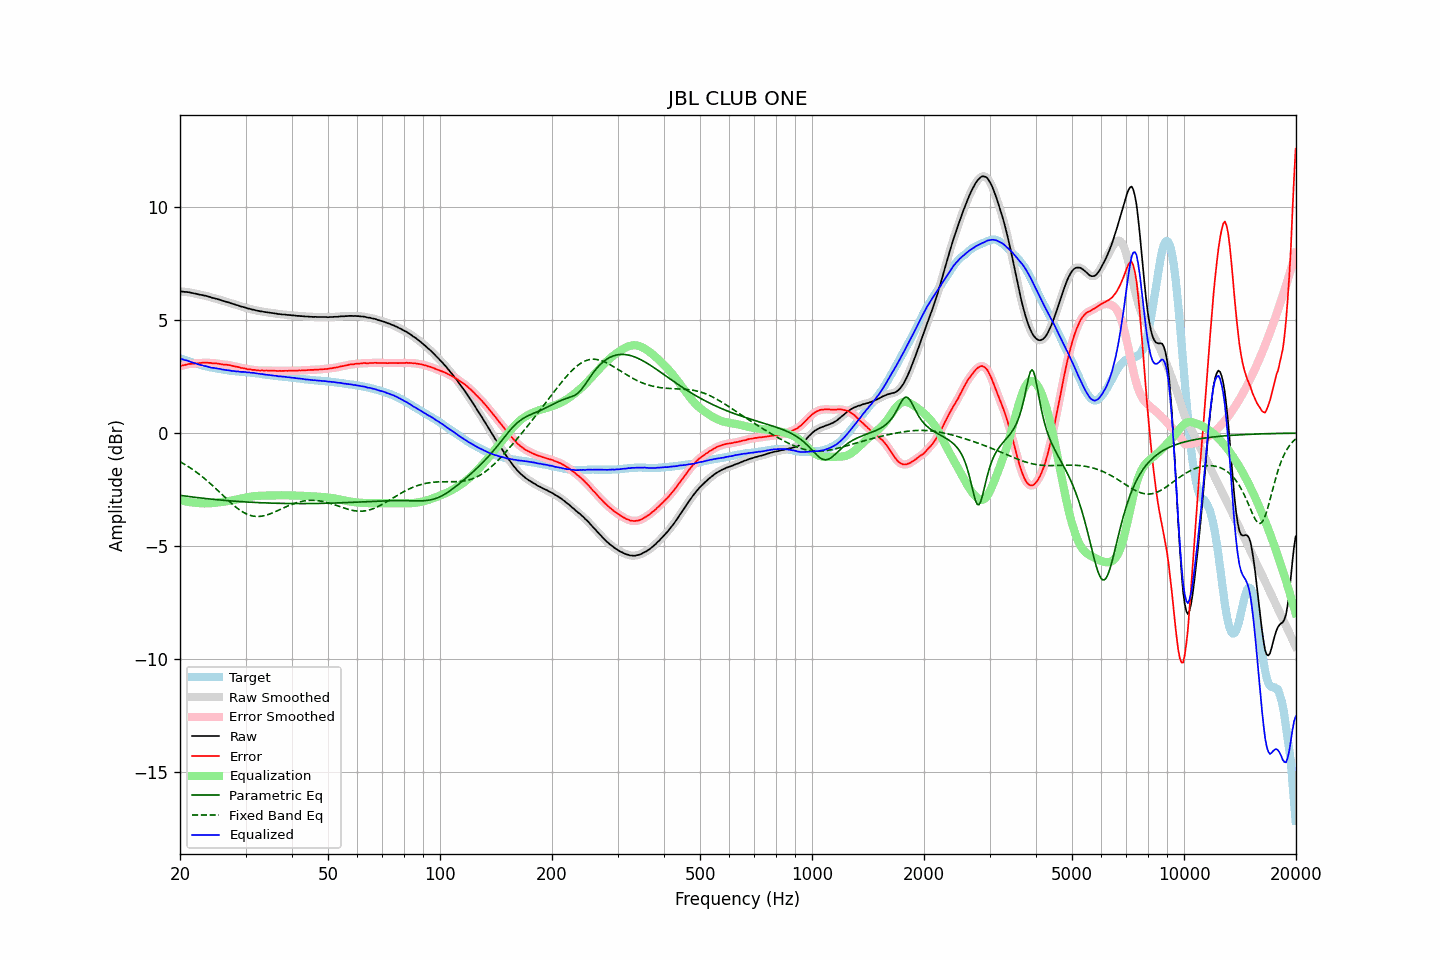 JBL CLUB ONE
Amplitude (dBr)
10
5
0
−5
−10
−15
Target
Raw Smoothed
Error Smoothed
Raw
Error
Equalization
Parametric Eq
Fixed Band Eq
Equalized
20 50 100 200 500 1000 2000 5000 10000 20000
Frequency (Hz)